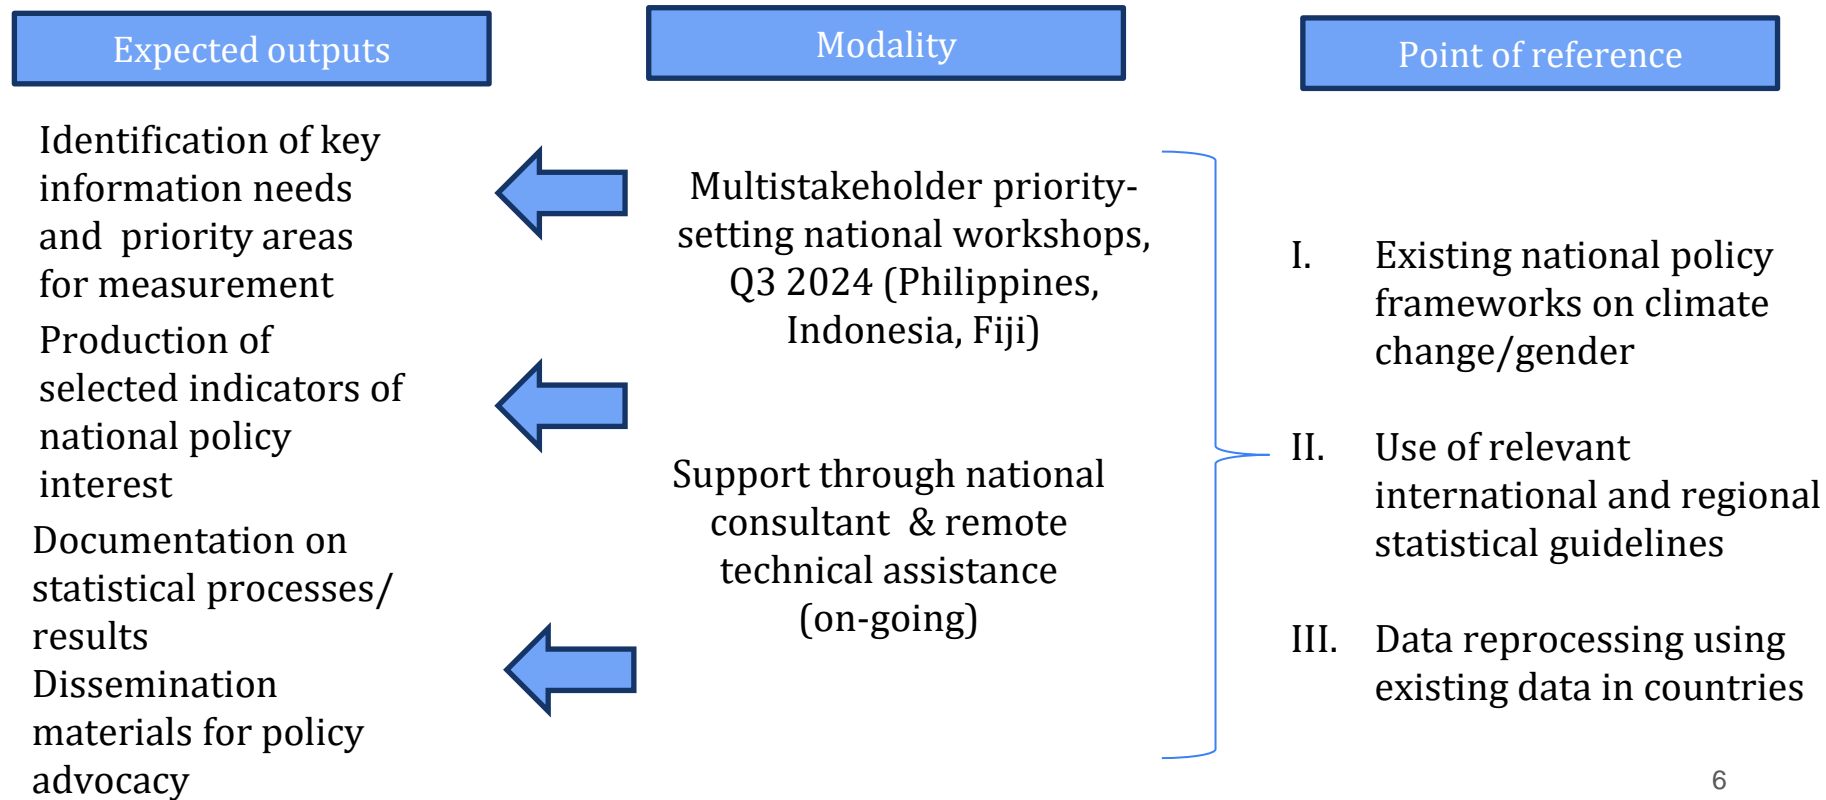 Expected outputs
Identification of key
information needs
and  priority areas
for measurement
Production of
selected indicators of
national policy
interest
Documentation on
statistical processes/
results
Dissemination
materials for policy
advocacy
Modality
Multistakeholder priority-
setting national workshops,
Q3 2024 (Philippines,
Indonesia, Fiji)
Support through national
consultant  & remote
technical assistance
(on-going)
Point of reference
I. Existing national policy
frameworks on climate
change/gender
II. Use of relevant
international and regional
statistical guidelines
III. Data reprocessing using
existing data in countries
6